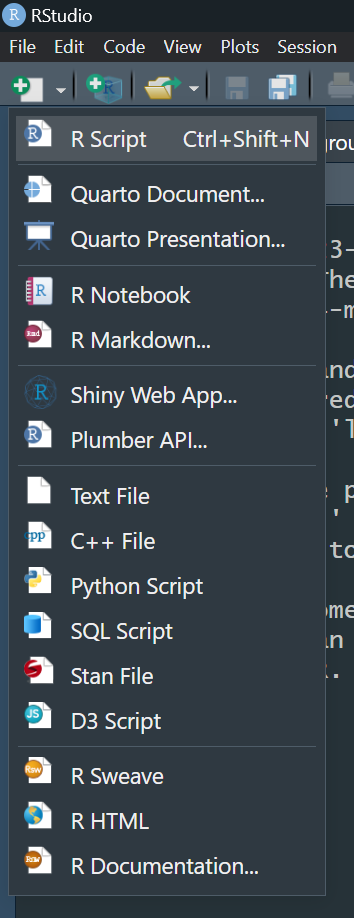 RStudio
File Edit Code View Plots Session
R Script Ctrl+Shift+N
Quarto Document...
Quarto Presentation...
R Notebook
R Markdown...
Shiny Web App...
Plumber API...
Text File
C++ File
Python Script
SQL Script
Stan File
D3 Script
R Sweave
R HTML
R Documentation...